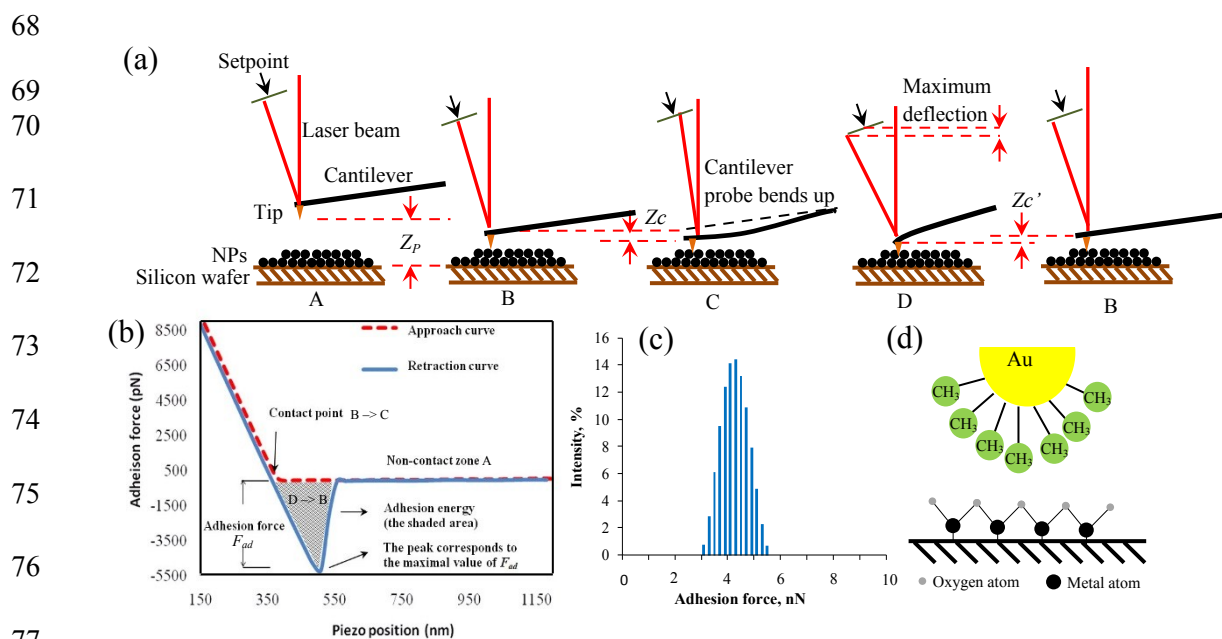 68
69
70
71
72
73
74
75
76
77
(a)
Setpoint
Laser beam
Cantilever
Tip
NPs
Silicon wafer
Z_P
A
B
Zc
Cantilever
probe bends up
C
Maximum
deflection
D
Zc’
B
(b)
8500
6500
4500
2500
500
-1500
-3500
-5500
Adheison force (pN)
Approach curve
Retraction curve
Contact point B –> C
Non-contact zone A
D –> B
Adhesion energy
(the shaded area)
Adhesion force
F_ad
The peak corresponds to
the maximal value of F_ad
150 350 550 750 950 1150
Piezo position (nm)
(c)
16
14
12
10
8
6
4
2
0
Intensity, %
0 2 4 6 8 10
Adhesion force, nN
(d)
Au
CH3
CH3
CH3
CH3
CH3
CH3
CH3
Oxygen atom
Metal atom